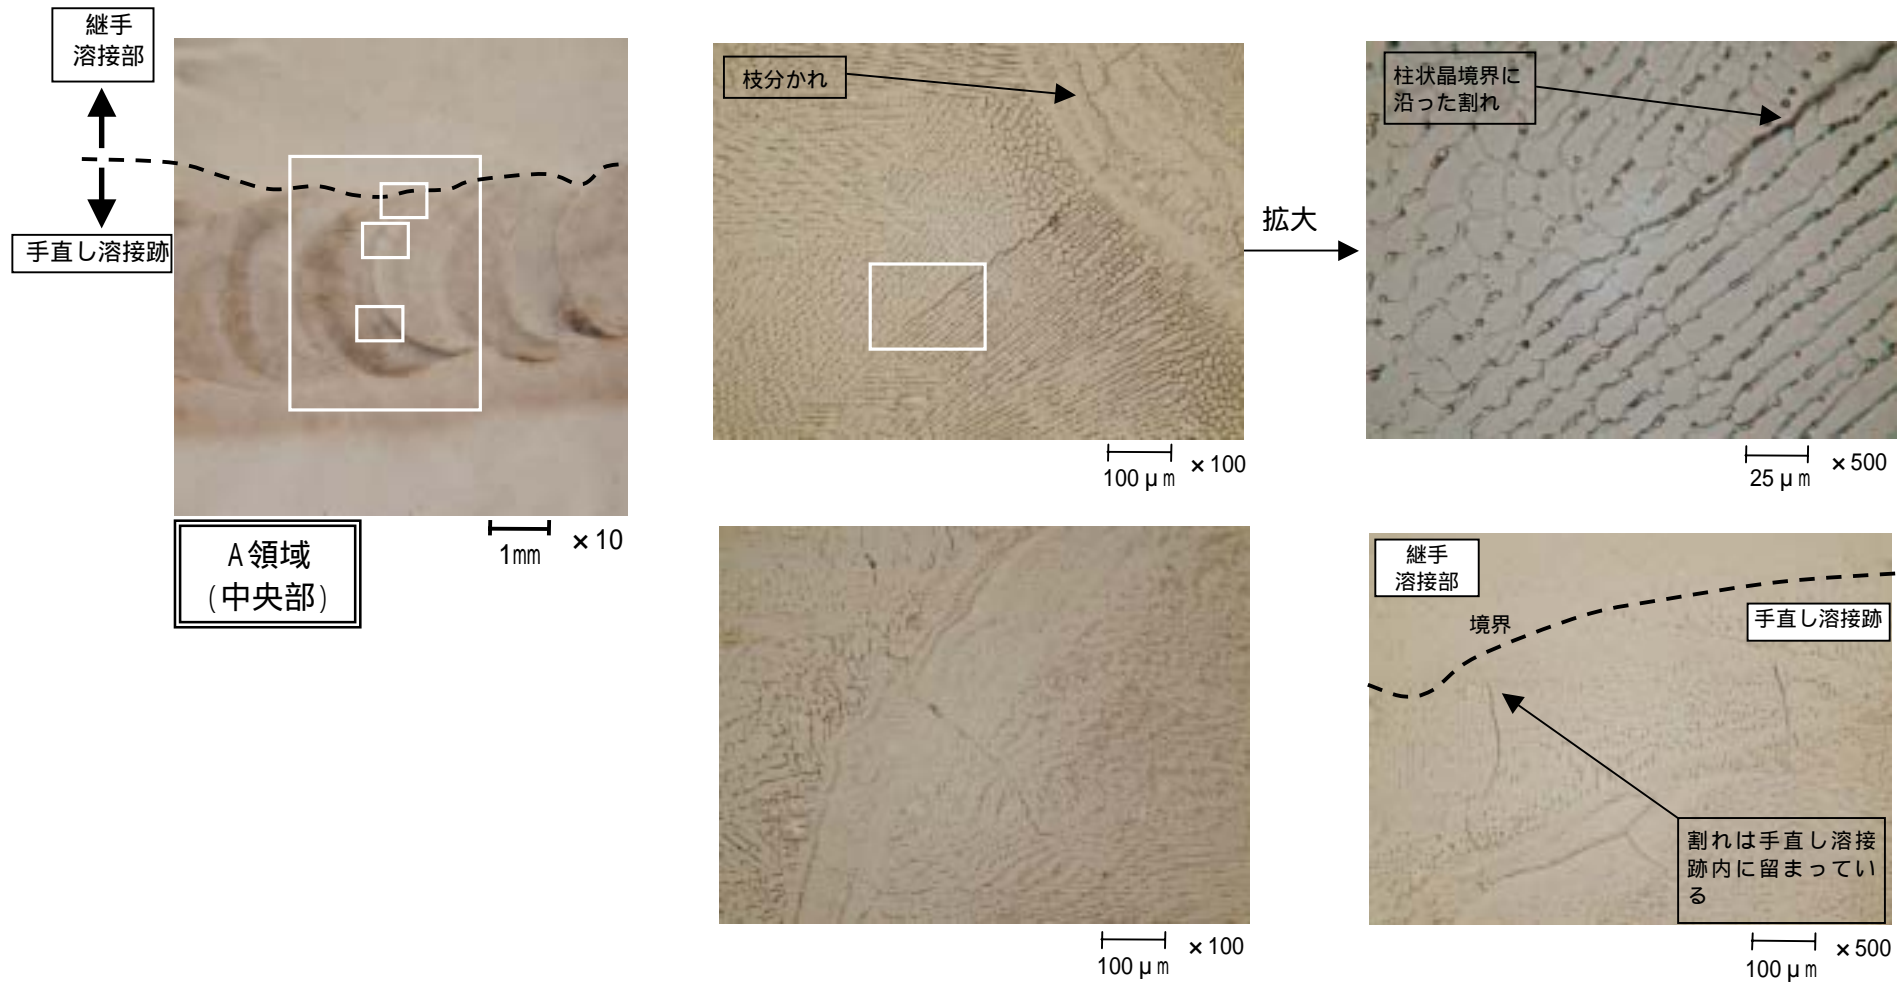 継手
溶接部
手直し溶接跡
A領域
(中央部)
1mm ×10
枝分かれ
100μm ×100
拡大
柱状晶境界に
沿った割れ
25μm ×500
100μm ×100
継手
溶接部
境界
手直し溶接跡
割れは手直し溶接
跡内に留まってい
る
100μm ×500